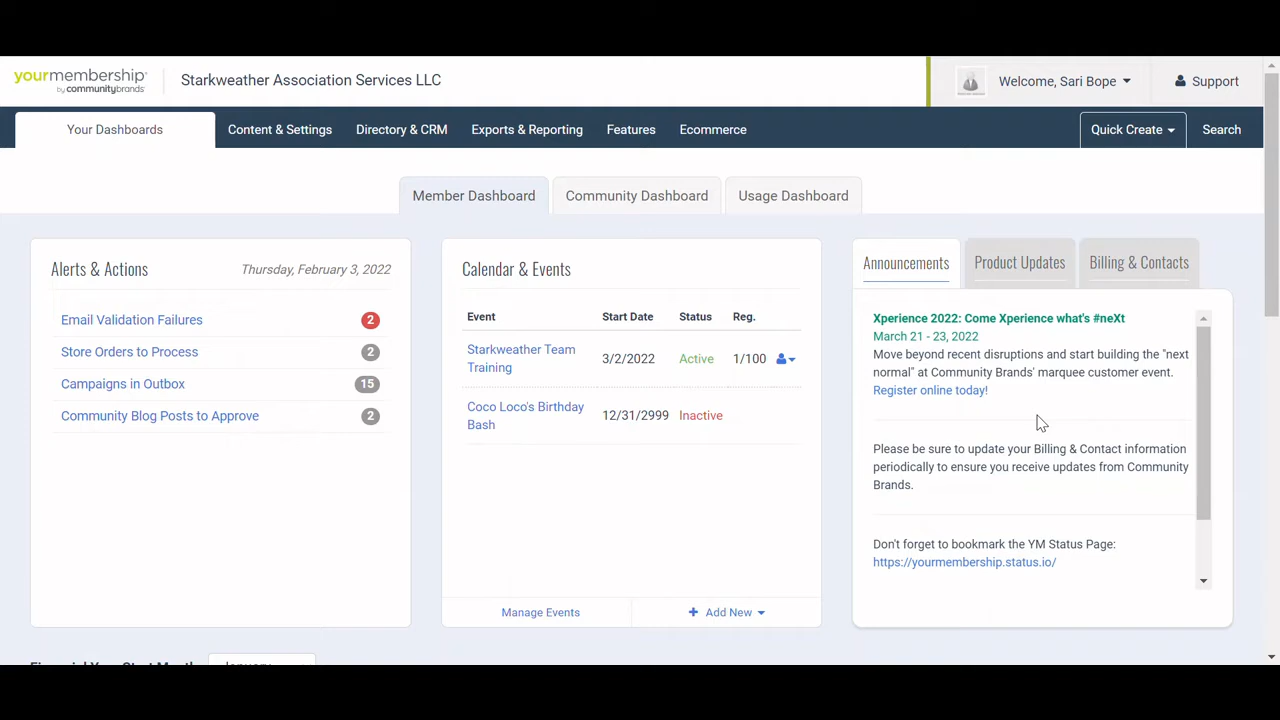 yourmembership
by communitybrands
Starkweather Association Services LLC
Welcome, Sari Bope
Support
Your Dashboards
Content & Settings
Directory & CRM
Exports & Reporting
Features
Ecommerce
Quick Create
Search
Member Dashboard
Community Dashboard
Usage Dashboard
Alerts & Actions
Thursday, February 3, 2022
Email Validation Failures 2
Store Orders to Process 2
Campaigns in Outbox 15
Community Blog Posts to Approve 2
Calendar & Events
Event Start Date Status Reg.
Starkweather Team
Training
3/2/2022 Active 1/100
Coco Loco's Birthday
Bash
12/31/2999 Inactive
Manage Events
+ Add New
Announcements
Product Updates
Billing & Contacts
Xperience 2022: Come Xperience what's #neXt
March 21 - 23, 2022
Move beyond recent disruptions and start building the "next
normal" at Community Brands' marquee customer event.
Register online today!
Please be sure to update your Billing & Contact information
periodically to ensure you receive updates from Community
Brands.
Don't forget to bookmark the YM Status Page:
https://yourmembership.status.io/